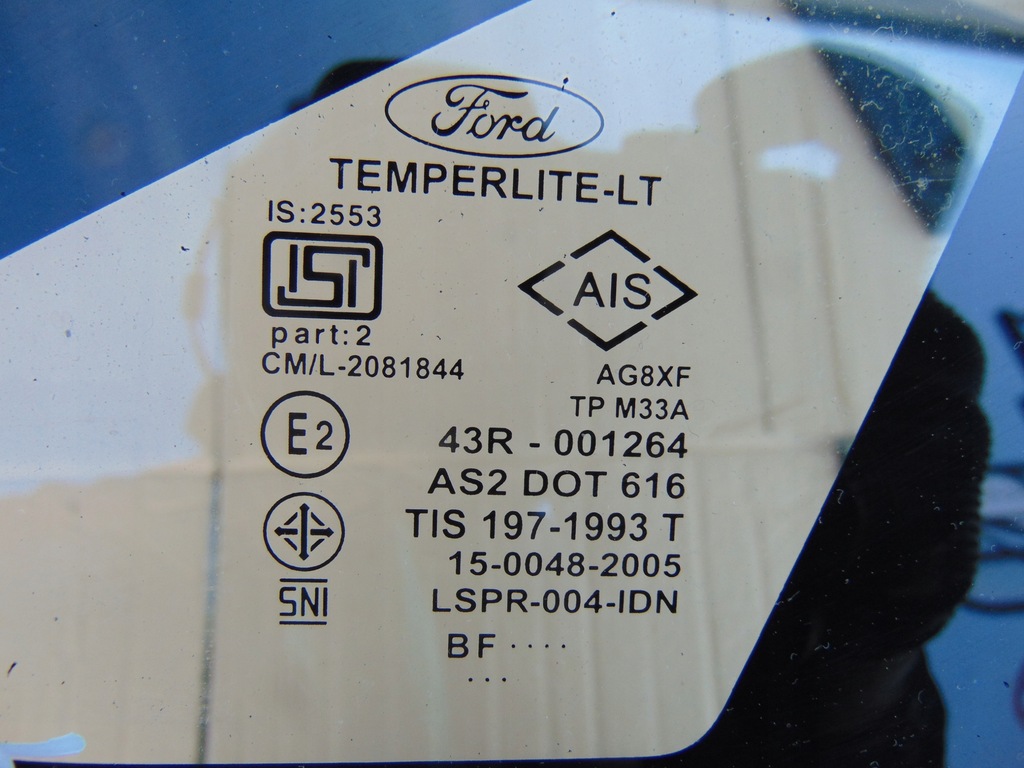 Ford
TEMPERLITE-LT
IS:2553
ISI
part:2
CM/L-2081844
AIS
AG8XF
TP M33A
E2
43R - 001264
AS2 DOT 616
TIS 197-1993 T
15-0048-2005
SNI
LSPR-004-IDN
BF ····
···